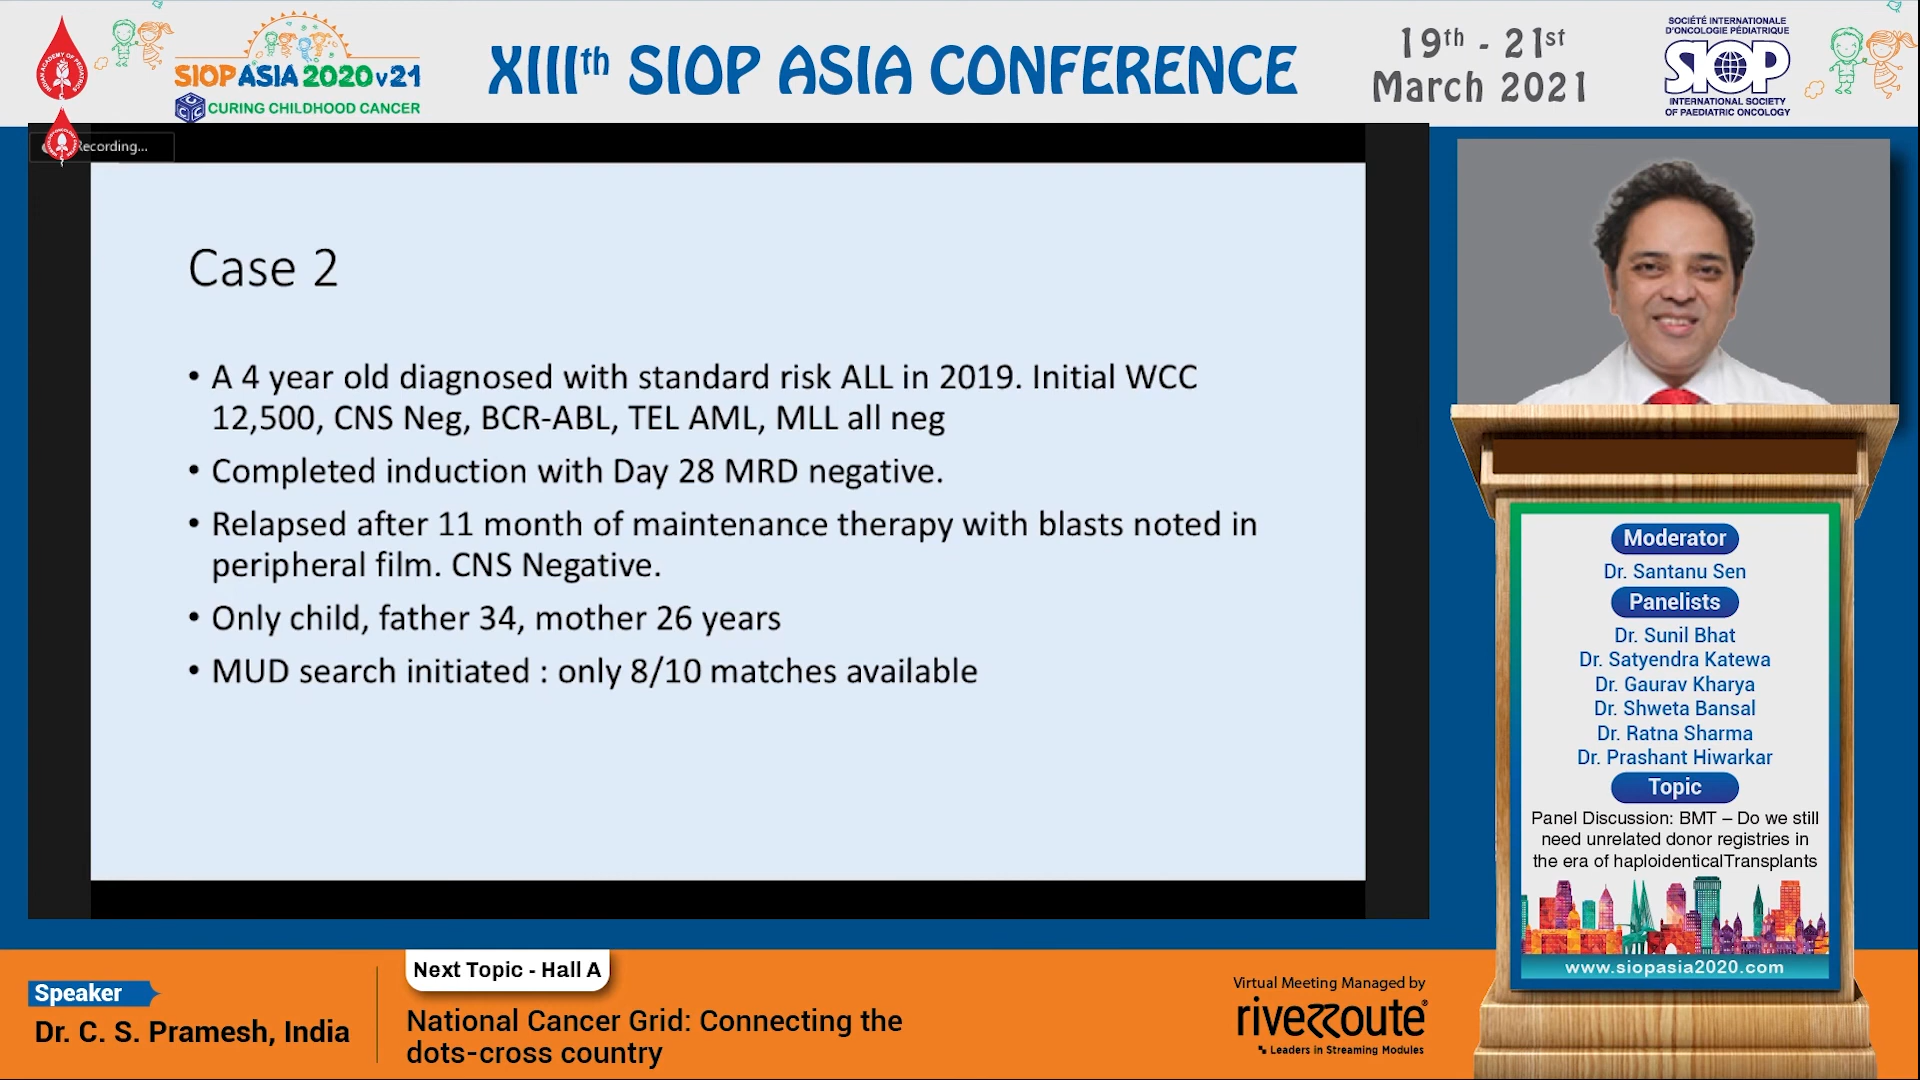 SIOP ASIA 2020 v21
CURING CHILDHOOD CANCER
XIIIth SIOP ASIA CONFERENCE
19th - 21st
March 2021
SOCIÉTÉ INTERNATIONALE
D'ONCOLOGIE PÉDIATRIQUE
SIOP
INTERNATIONAL SOCIETY
OF PAEDIATRIC ONCOLOGY
Recording...
Case 2
• A 4 year old diagnosed with standard risk ALL in 2019. Initial WCC
12,500, CNS Neg, BCR-ABL, TEL AML, MLL all neg
• Completed induction with Day 28 MRD negative.
• Relapsed after 11 month of maintenance therapy with blasts noted in
peripheral film. CNS Negative.
• Only child, father 34, mother 26 years
• MUD search initiated : only 8/10 matches available
Moderator
Dr. Santanu Sen
Panelists
Dr. Sunil Bhat
Dr. Satyendra Katewa
Dr. Gaurav Kharya
Dr. Shweta Bansal
Dr. Ratna Sharma
Dr. Prashant Hiwarkar
Topic
Panel Discussion: BMT – Do we still
need unrelated donor registries in
the era of haploidenticalTransplants
www.siopasia2020.com
Speaker
Dr. C. S. Pramesh, India
Next Topic - Hall A
National Cancer Grid: Connecting the
dots-cross country
Virtual Meeting Managed by
riverroute
Leaders in Streaming Modules